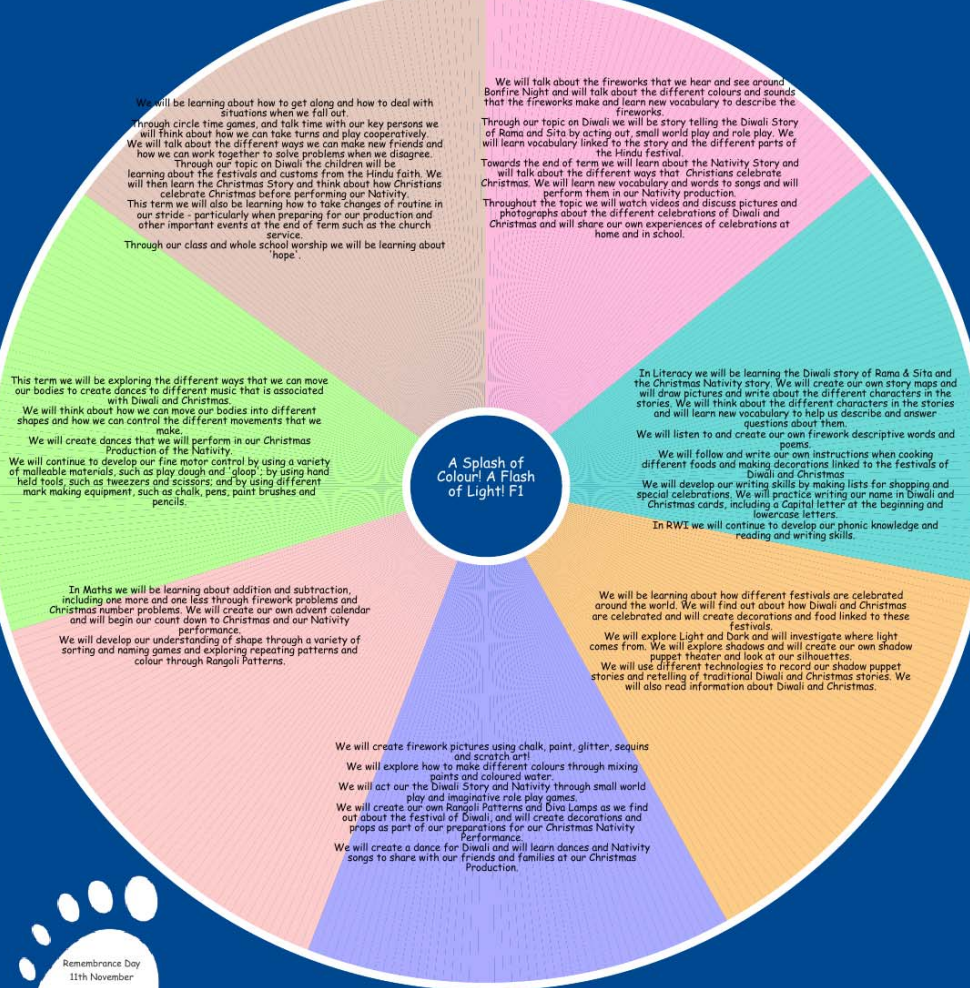 We will be learning about how to get along and how to deal with
situations when we fall out.
Through circle time games, and talk time with our key persons we
will think about how we can take turns and play cooperatively.
We will talk about the different ways we can make new friends and
how we can work together to solve problems when we disagree.
Through our topic on Diwali the children will be
learning about the festivals and customs from the Hindu faith. We
will then learn the Christmas Story and think about how Christians
celebrate Christmas before performing our Nativity.
This term we will also be learning how to take changes of routine in
our stride - particularly when preparing for our production and
other important events at the end of term such as the church
service.
Through our class and whole school worship we will be learning about
'hope'.
We will talk about the fireworks that we hear and see around
Bonfire Night and will talk about the different colours and sounds
that the fireworks make and learn new vocabulary to describe the
fireworks.
Through our topic on Diwali we will be story telling the Diwali Story
of Rama and Sita by acting out, small world play and role play. We
will learn vocabulary linked to the story and the different parts of
the Hindu festival.
Towards the end of term we will learn about the Nativity Story and
will talk about the different ways that Christians celebrate
Christmas. We will learn new vocabulary and words to songs and will
perform them in our Nativity production.
Throughout the topic we will watch videos and discuss pictures and
photographs about the different celebrations of Diwali and
Christmas and will share our own experiences of celebrations at
home and in school.
In Literacy we will be learning the Diwali story of Rama & Sita and
the Christmas Nativity story. We will create our own story maps and
will draw pictures and write about the different characters in the
stories. We will think about the different characters in the stories
and will learn new vocabulary to help us describe and answer
questions about them.
We will listen to and create our own firework descriptive words and
poems.
We will follow and write our own instructions when cooking
different foods and making decorations linked to the festivals of
Diwali and Christmas
We will develop our writing skills by making lists for shopping and
special celebrations. We will practice writing our name in Diwali and
Christmas cards, including a Capital letter at the beginning and
lowercase letters.
In RWI we will continue to develop our phonic knowledge and
reading and writing skills.
This term we will be exploring the different ways that we can move
our bodies to create dances to different music that is associated
with Diwali and Christmas.
We will think about how we can move our bodies into different
shapes and how we can control the different movements that we
make.
We will create dances that we will perform in our Christmas
Production of the Nativity.
We will continue to develop our fine motor control by using a variety
of malleable materials, such as play dough and 'gloop'; by using hand
held tools, such as tweezers and scissors; and by using different
mark making equipment, such as chalk, pens, paint brushes and
pencils.
A Splash of
Colour! A Flash
of Light! F1
In Maths we will be learning about addition and subtraction,
including one more and one less through firework problems and
Christmas number problems. We will create our own advent calendar
and will begin our count down to Christmas and our Nativity
performance.
We will develop our understanding of shape through a variety of
sorting and naming games and exploring repeating patterns and
colour through Rangoli Patterns.
We will be learning about how different festivals are celebrated
around the world. We will find out about how Diwali and Christmas
are celebrated and will create decorations and food linked to these
festivals.
We will explore Light and Dark and will investigate where light
comes from. We will explore shadows and will create our own shadow
puppet theater and look at our silhouettes.
We will use different technologies to record our shadow puppet
stories and retelling of traditional Diwali and Christmas stories. We
will also read information about Diwali and Christmas.
We will create firework pictures using chalk, paint, glitter, sequins
and scratch art!
We will explore how to make different colours through mixing
paints and coloured water.
We will act our the Diwali Story and Nativity through small world
play and imaginative role play games.
We will create our own Rangoli Patterns and Diva Lamps as we find
out about the festival of Diwali, and will create decorations and
props as part of our preparations for our Christmas Nativity
Performance.
We will create a dance for Diwali and will learn dances and Nativity
songs to share with our friends and families at our Christmas
Production.
Remembrance Day
11th November